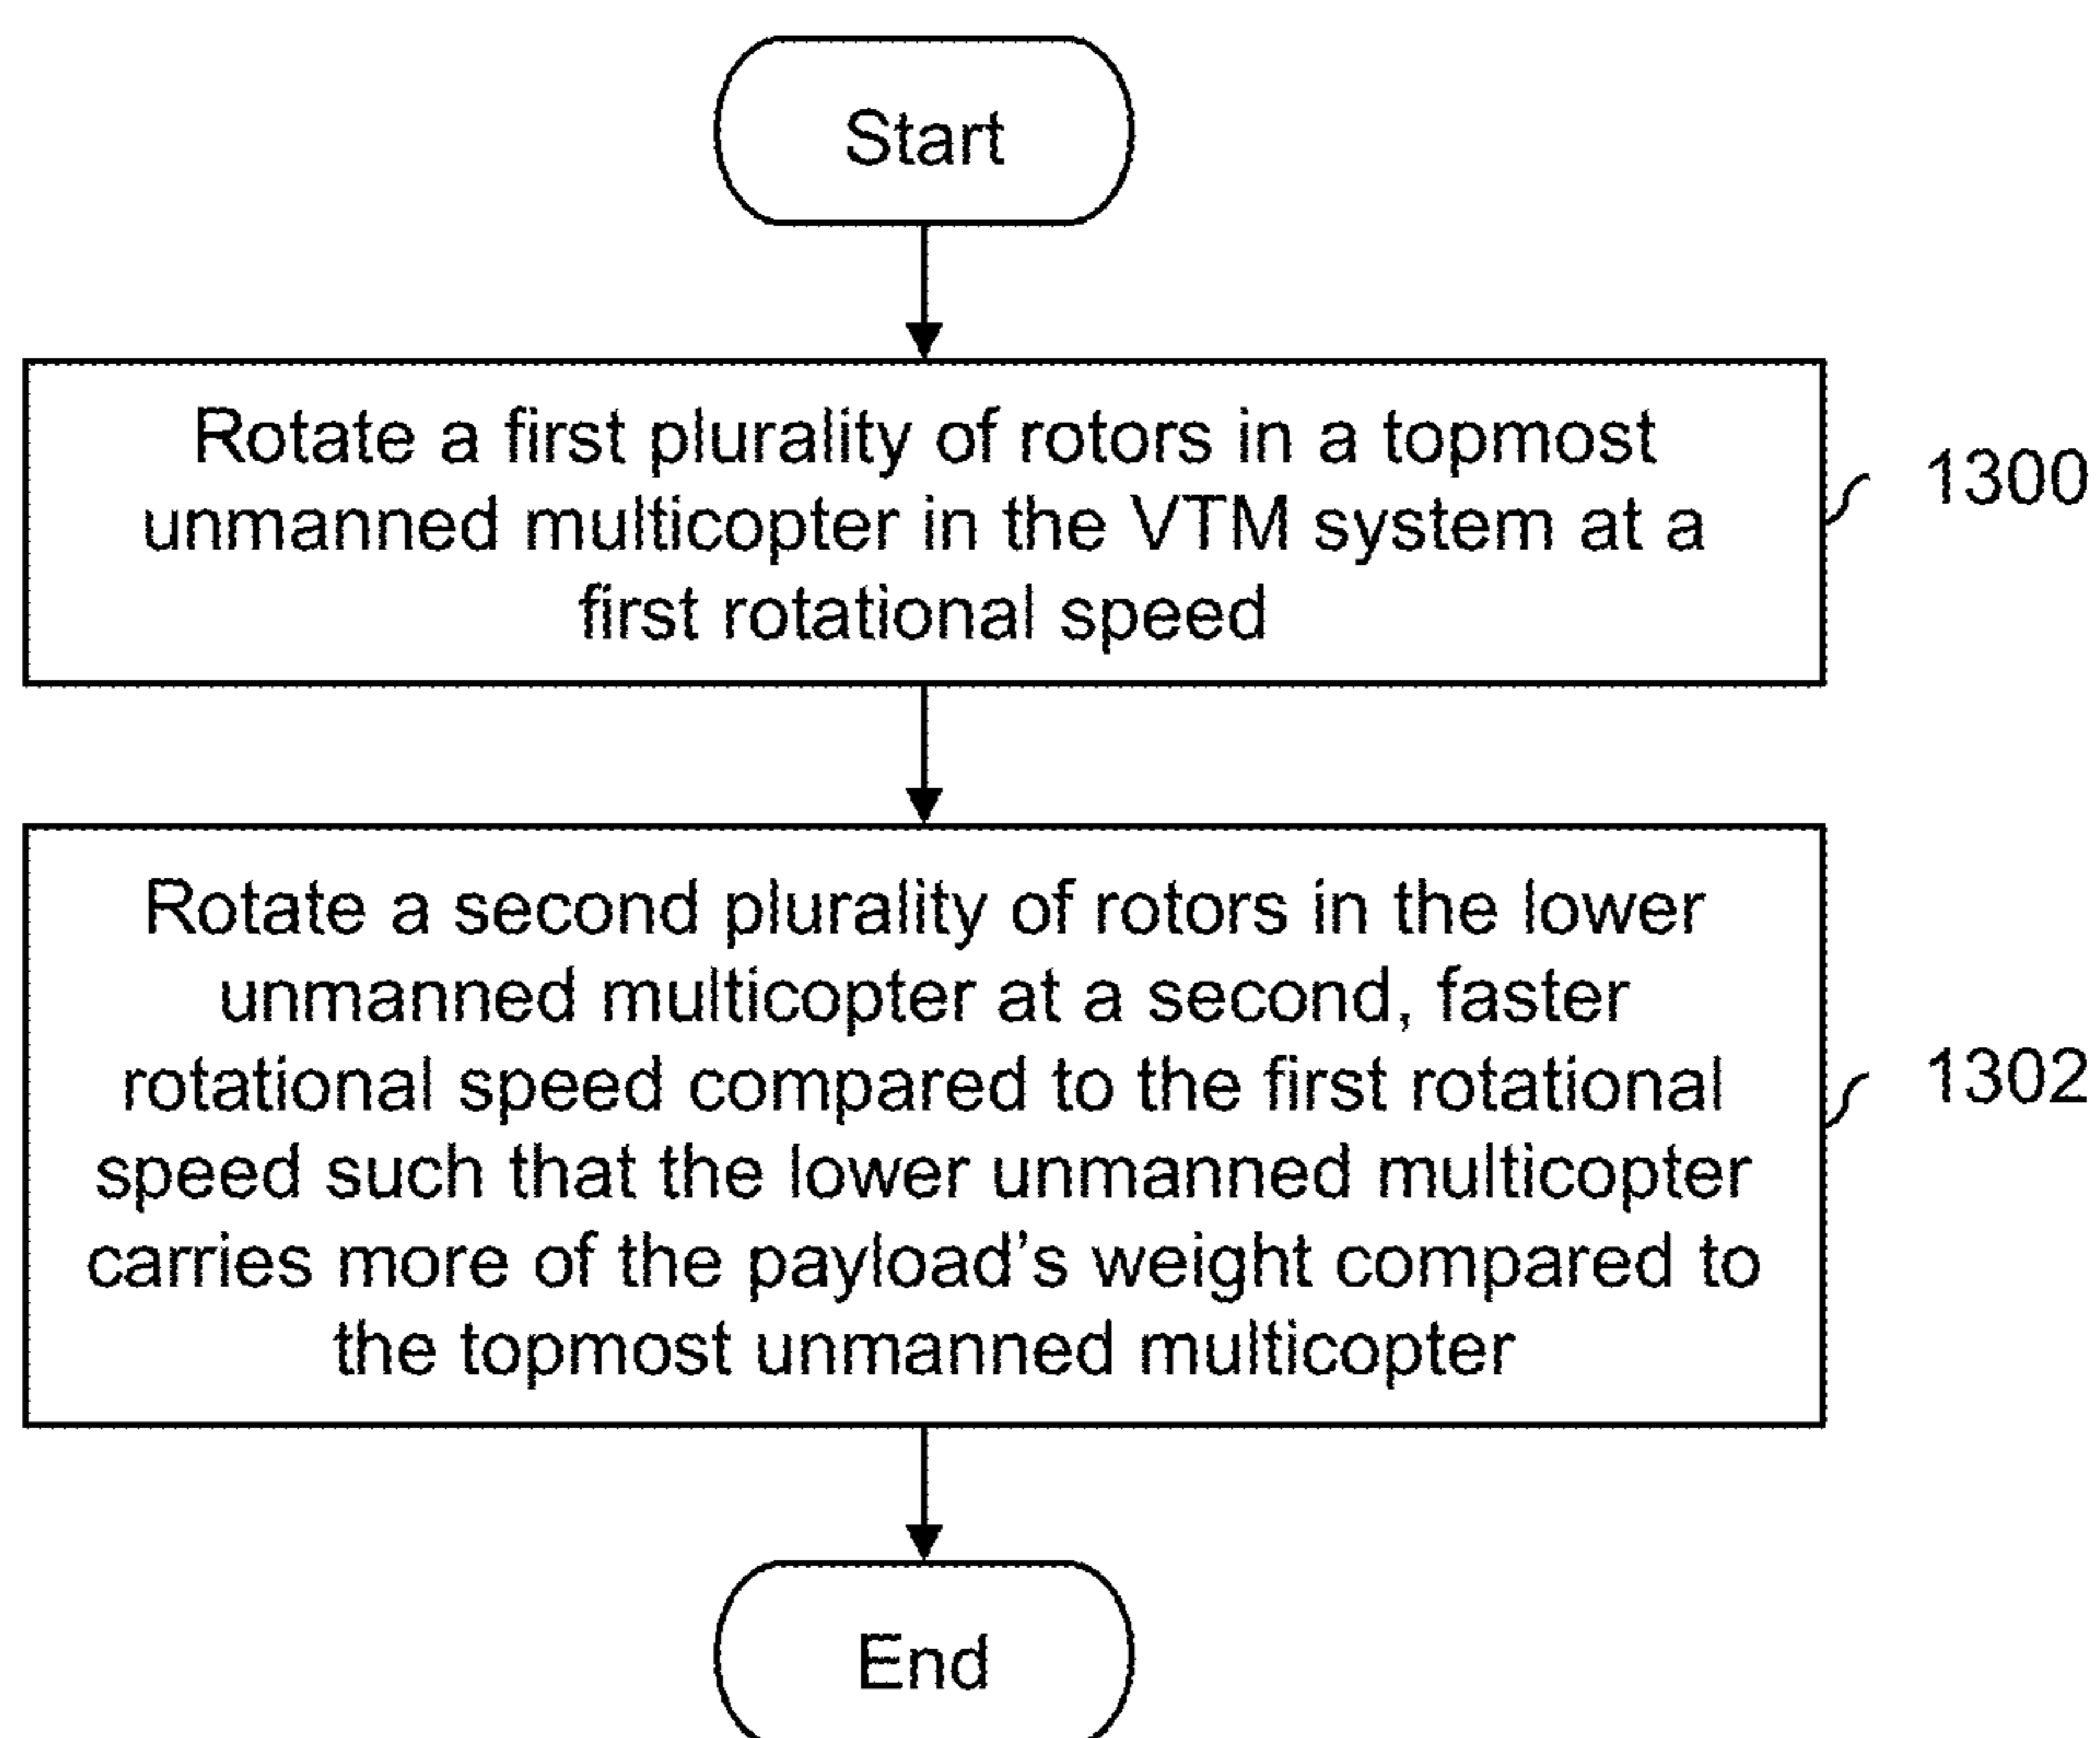 Start
Rotate a first plurality of rotors in a topmost
unmanned multicopter in the VTM system at a
first rotational speed
1300
Rotate a second plurality of rotors in the lower
unmanned multicopter at a second, faster
rotational speed compared to the first rotational
speed such that the lower unmanned multicopter
carries more of the payload's weight compared to
the topmost unmanned multicopter
1302
End